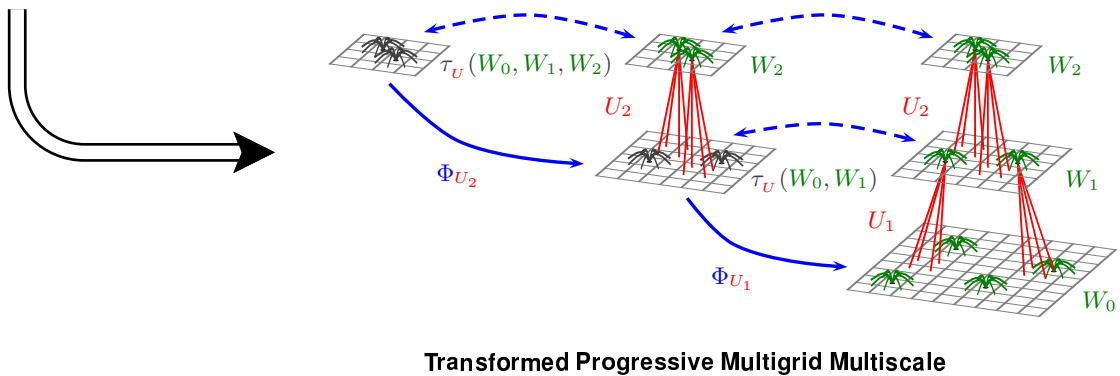 τ_U(W_0, W_1, W_2)
W_2
W_2
U_2
U_2
Φ_{U_2}
τ_U(W_0, W_1)
W_1
U_1
Φ_{U_1}
W_0
Transformed Progressive Multigrid Multiscale